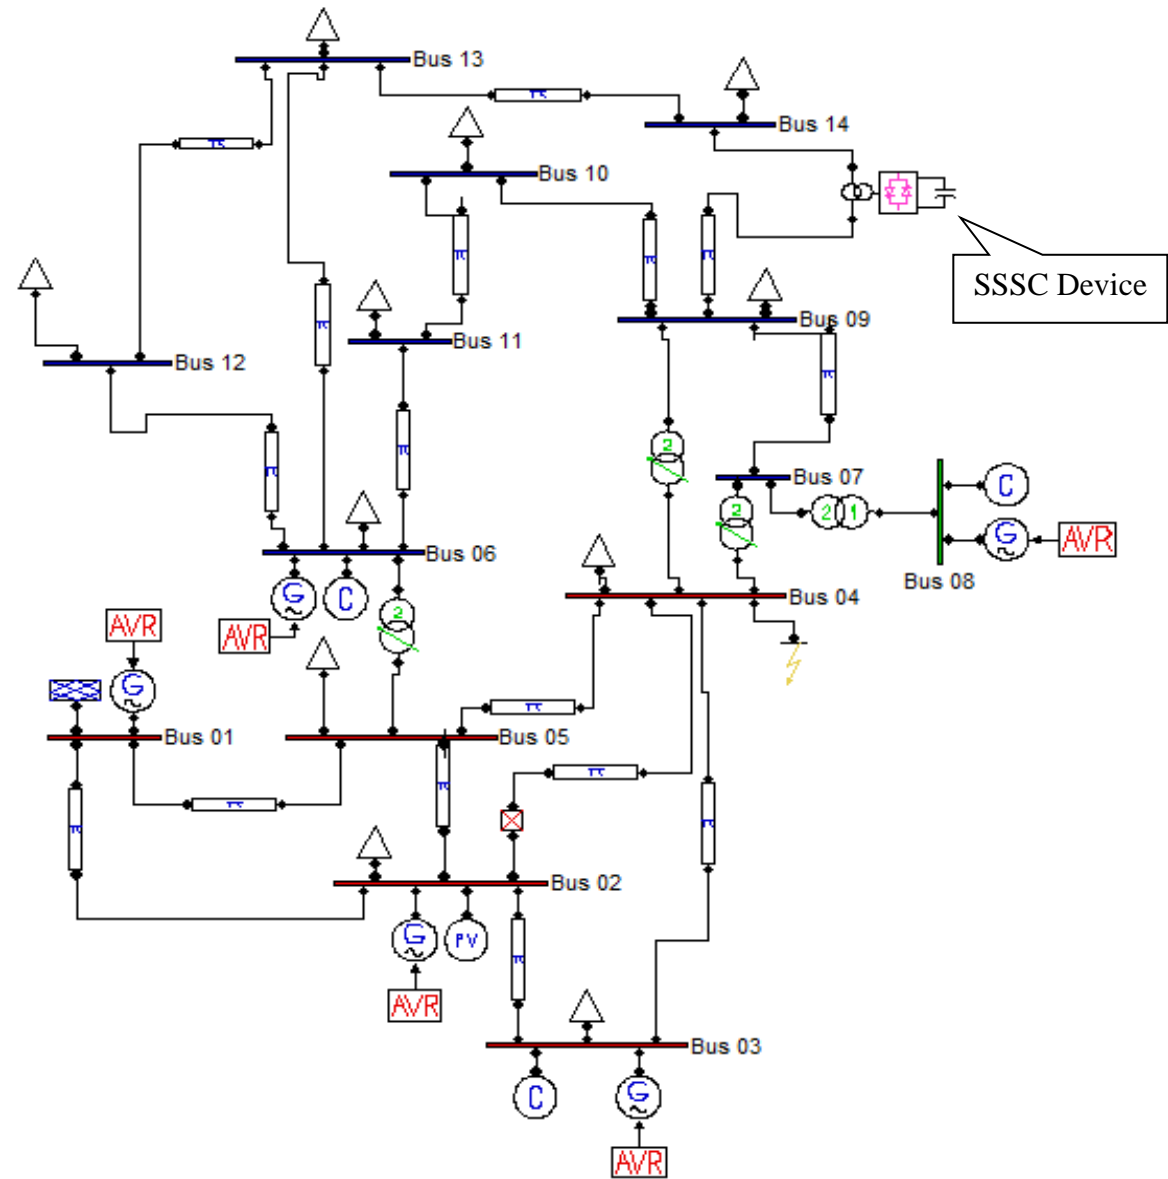 Bus 13
π
Bus 14
π
Bus 10
SSSC Device
π
π
π
Bus 09
π
Bus 11
Bus 12
π
2
π
π
Bus 07
2
2 1
C
G
AVR
Bus 08
Bus 06
G
C
AVR
2
Bus 04
AVR
G
Bus 01
π
Bus 05
π
π
π
π
π
Bus 02
G
PV
AVR
π
Bus 03
C
G
AVR